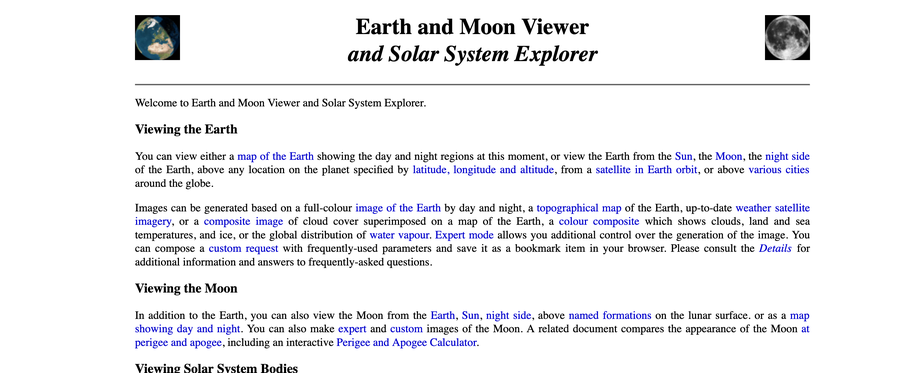 Earth and Moon Viewer
and Solar System Explorer
Welcome to Earth and Moon Viewer and Solar System Explorer.
Viewing the Earth
You can view either a map of the Earth showing the day and night regions at this moment, or view the Earth from the Sun, the Moon, the night side
of the Earth, above any location on the planet specified by latitude, longitude and altitude, from a satellite in Earth orbit, or above various cities
around the globe.
Images can be generated based on a full-colour image of the Earth by day and night, a topographical map of the Earth, up-to-date weather satellite
imagery, or a composite image of cloud cover superimposed on a map of the Earth, a colour composite which shows clouds, land and sea
temperatures, and ice, or the global distribution of water vapour. Expert mode allows you additional control over the generation of the image. You
can compose a custom request with frequently-used parameters and save it as a bookmark item in your browser. Please consult the Details for
additional information and answers to frequently-asked questions.
Viewing the Moon
In addition to the Earth, you can also view the Moon from the Earth, Sun, night side, above named formations on the lunar surface. or as a map
showing day and night. You can also make expert and custom images of the Moon. A related document compares the appearance of the Moon at
perigee and apogee, including an interactive Perigee and Apogee Calculator.
Viewing Solar System Bodies